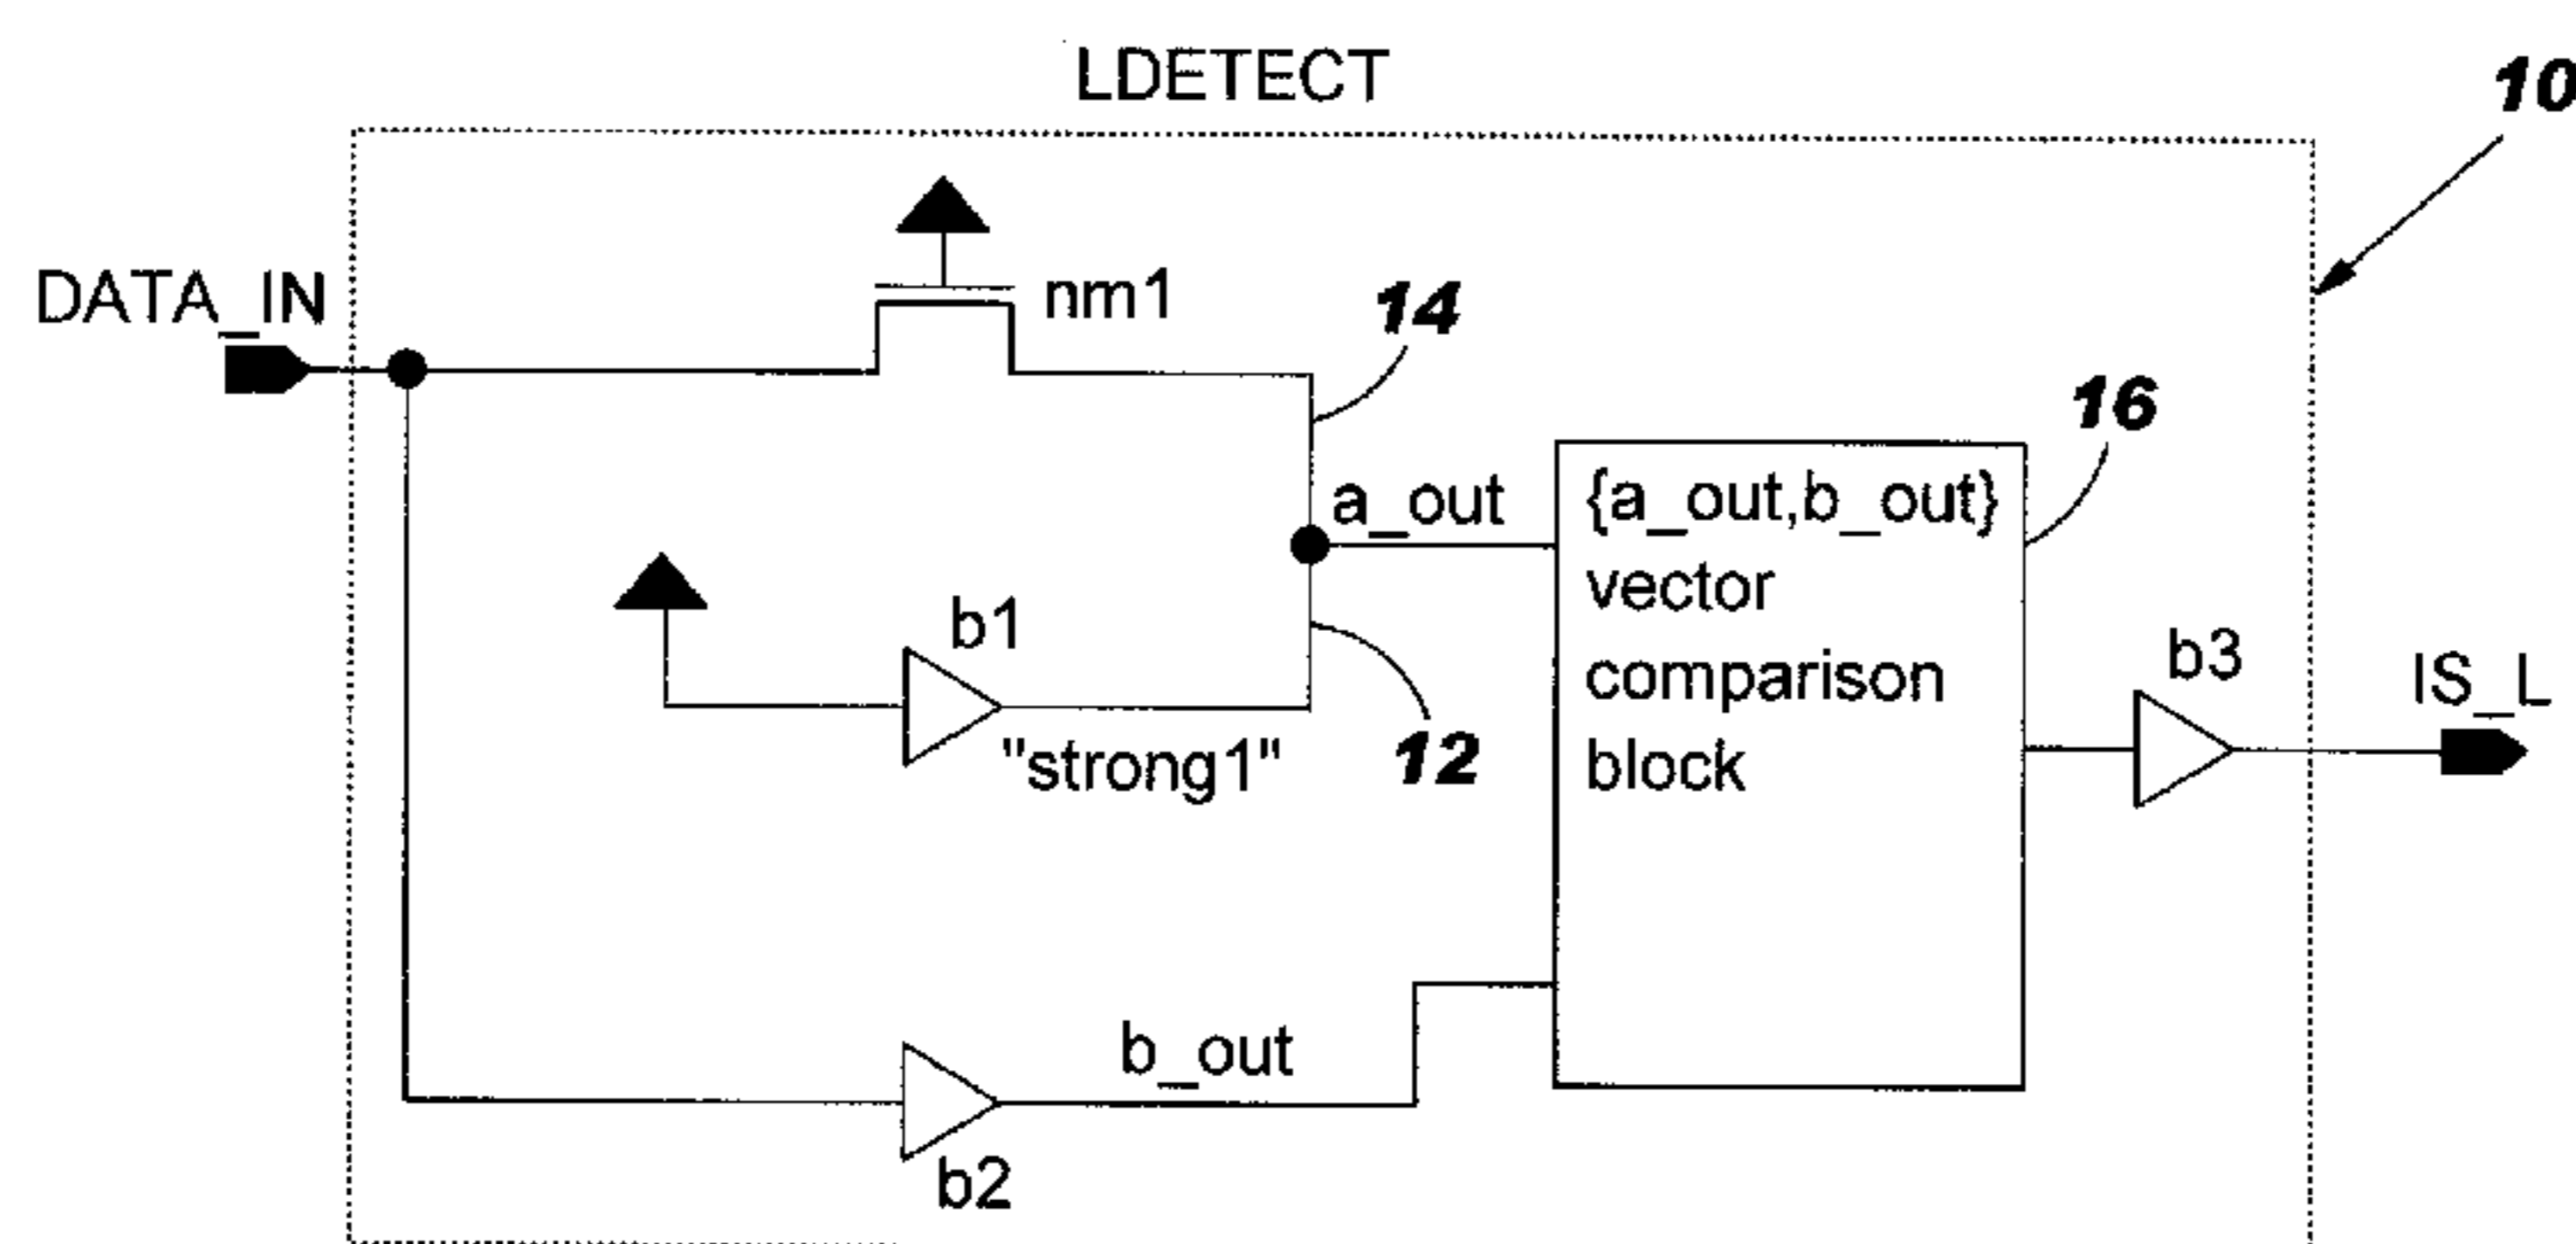 LDETECT
10
DATA_IN
nm1
14
16
a_out
{a_out,b_out}
vector
comparison
block
b1
"strong1"
12
b3
IS_L
b_out
b2